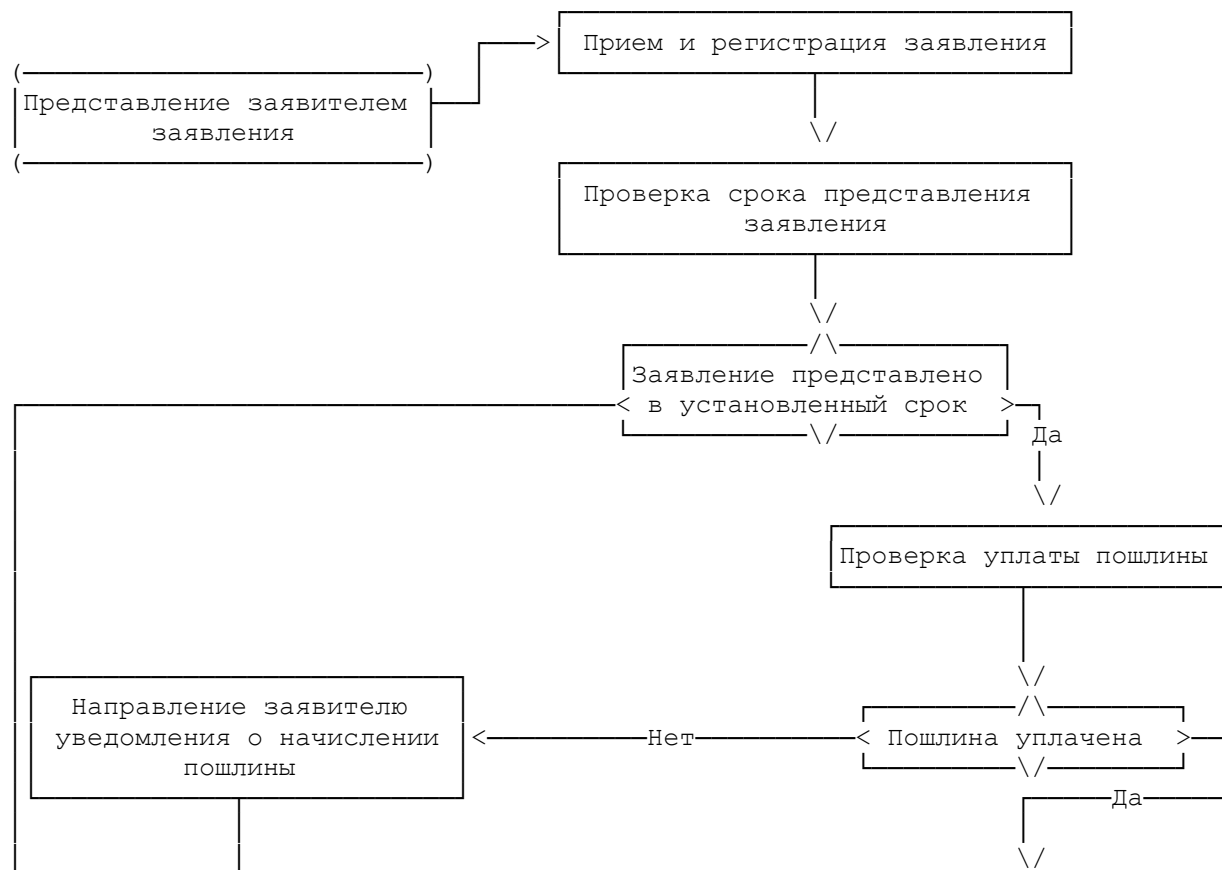 Прием и регистрация заявления
Представление заявителем
заявления
Проверка срока представления
заявления
Заявление представлено
в установленный срок
Да
Проверка уплаты пошлины
Направление заявителю
уведомления о начислении
пошлины
Нет
Пошлина уплачена
Да